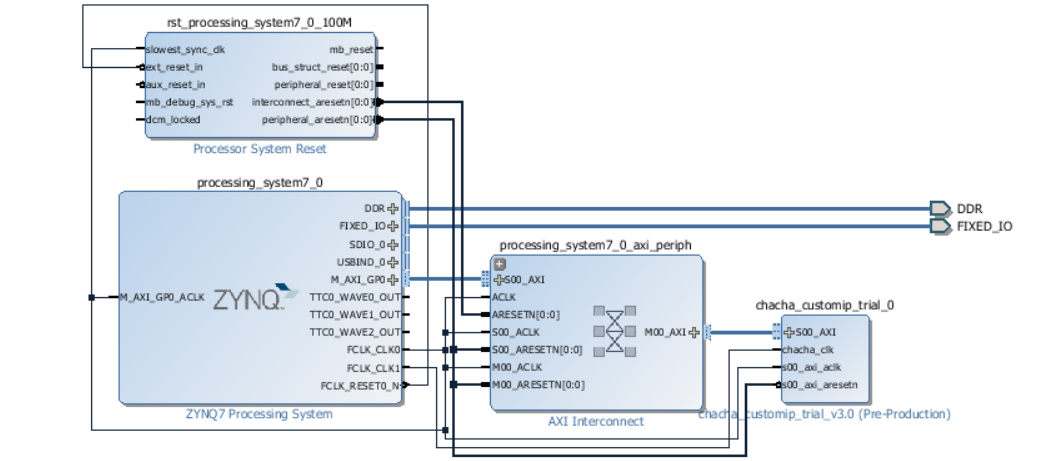 rst_processing_system7_0_100M
slowest_sync_clk
mb_reset
ext_reset_in
bus_struct_reset[0:0]
aux_reset_in
peripheral_reset[0:0]
mb_debug_sys_rst
interconnect_aresetn[0:0]
dcm_locked
peripheral_aresetn[0:0]
Processor System Reset
processing_system7_0
DDR
FIXED_IO
SDIO_0
USBIND_0
M_AXI_GP0
M_AXI_GP0_ACLK
ZYNQ
TTC0_WAVE0_OUT
TTC0_WAVE1_OUT
TTC0_WAVE2_OUT
FCLK_CLK0
FCLK_CLK1
FCLK_RESET0_N
ZYNQ7 Processing System
DDR
FIXED_IO
processing_system7_0_axi_periph
S00_AXI
ACLK
ARESETN[0:0]
S00_ACLK
M00_AXI
S00_ARESETN[0:0]
M00_ACLK
M00_ARESETN[0:0]
AXI Interconnect
chacha_customip_trial_0
S00_AXI
chacha_clk
s00_axi_aclk
s00_axi_aresetn
chacha_customip_trial_v3.0 (Pre-Production)